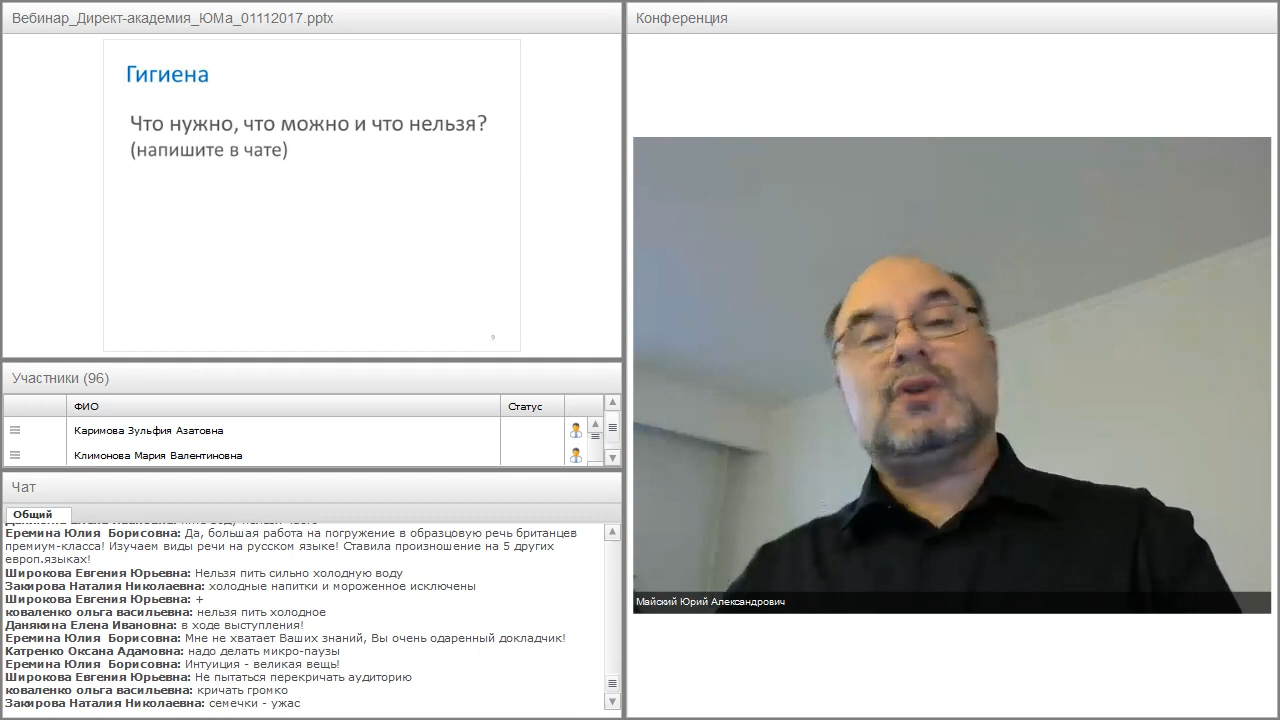 Вебинар_Директ-академия_ЮМа_01112017.pptx
Гигиена
Что нужно, что можно и что нельзя?
(напишите в чате)
9
Участники (96)
ФИО Статус
Каримова Зульфия Азатовна
Климонова Мария Валентиновна
Чат
Общий
Еремина Юлия Борисовна: Да, большая работа на погружение в образцовую речь британцев
премиум-класса! Изучаем виды речи на русском языке! Ставила произношение на 5 других
европ.языках!
Широкова Евгения Юрьевна: Нельзя пить сильно холодную воду
Закирова Наталия Николаевна: холодные напитки и мороженное исключены
Широкова Евгения Юрьевна: +
коваленко ольга васильевна: нельзя пить холодное
Данякина Елена Ивановна: в ходе выступления!
Еремина Юлия Борисовна: Мне не хватает Ваших знаний, Вы очень одаренный докладчик!
Катренко Оксана Адамовна: надо делать микро-паузы
Еремина Юлия Борисовна: Интуиция - великая вещь!
Широкова Евгения Юрьевна: Не пытаться перекричать аудиторию
коваленко ольга васильевна: кричать громко
Закирова Наталия Николаевна: семечки - ужас
Конференция
Майский Юрий Александрович